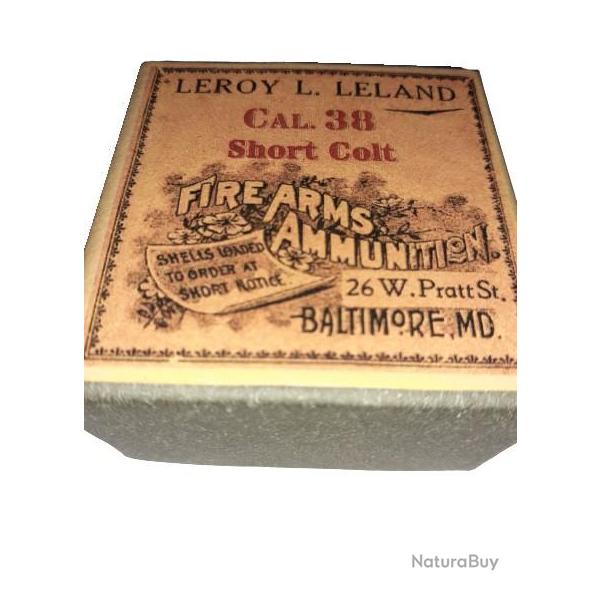 LEROY L. LELAND
CAL. 38
Short Colt
FIRE ARMS
AMMUNITION.
SHELLS LOADED
TO ORDER AT
SHORT NOTICE
26 W. Pratt St.
BALTIMORE, MD.
NaturaBuy